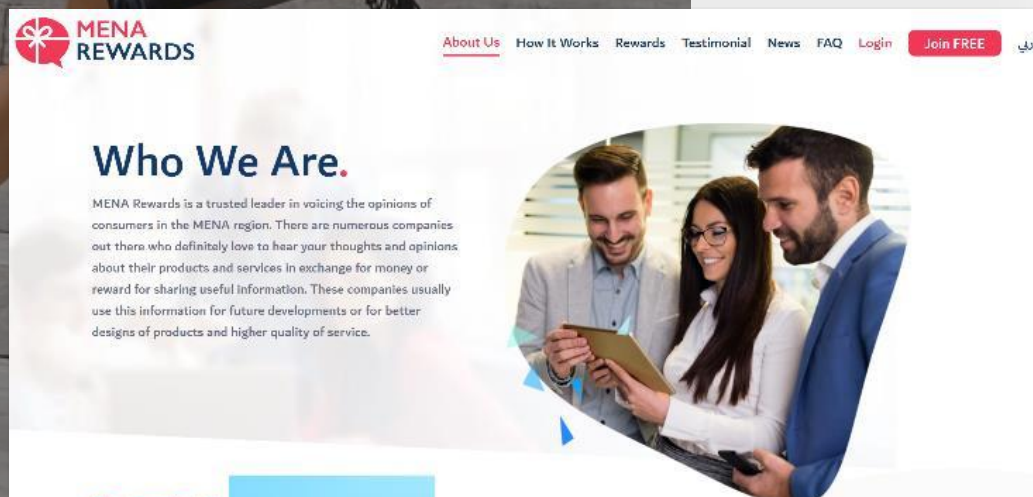 MENA
REWARDS
About Us How It Works Rewards Testimonial News FAQ Login Join FREE
Who We Are.
MENA Rewards is a trusted leader in voicing the opinions of
consumers in the MENA region. There are numerous companies
out there who definitely love to hear your thoughts and opinions
about their products and services in exchange for money or
reward for sharing useful information. These companies usually
use this information for future developments or for better
designs of products and higher quality of service.